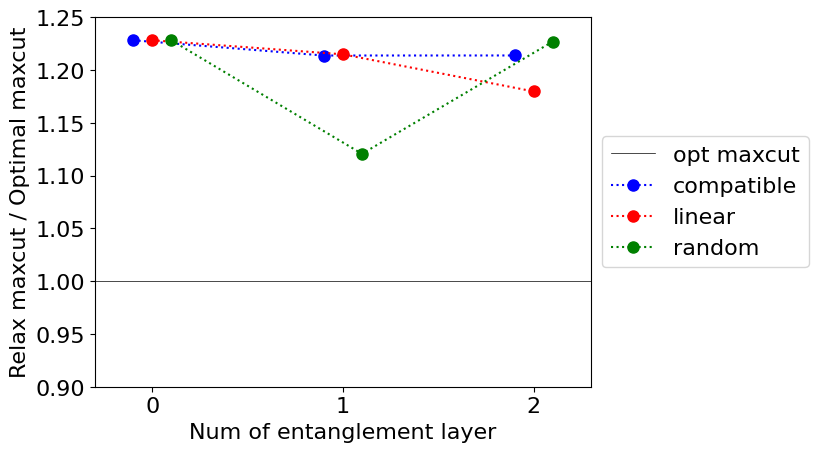 Relax maxcut / Optimal maxcut
1.25
1.20
1.15
1.10
1.05
1.00
0.95
0.90
0
1
2
Num of entanglement layer
opt maxcut
compatible
linear
random